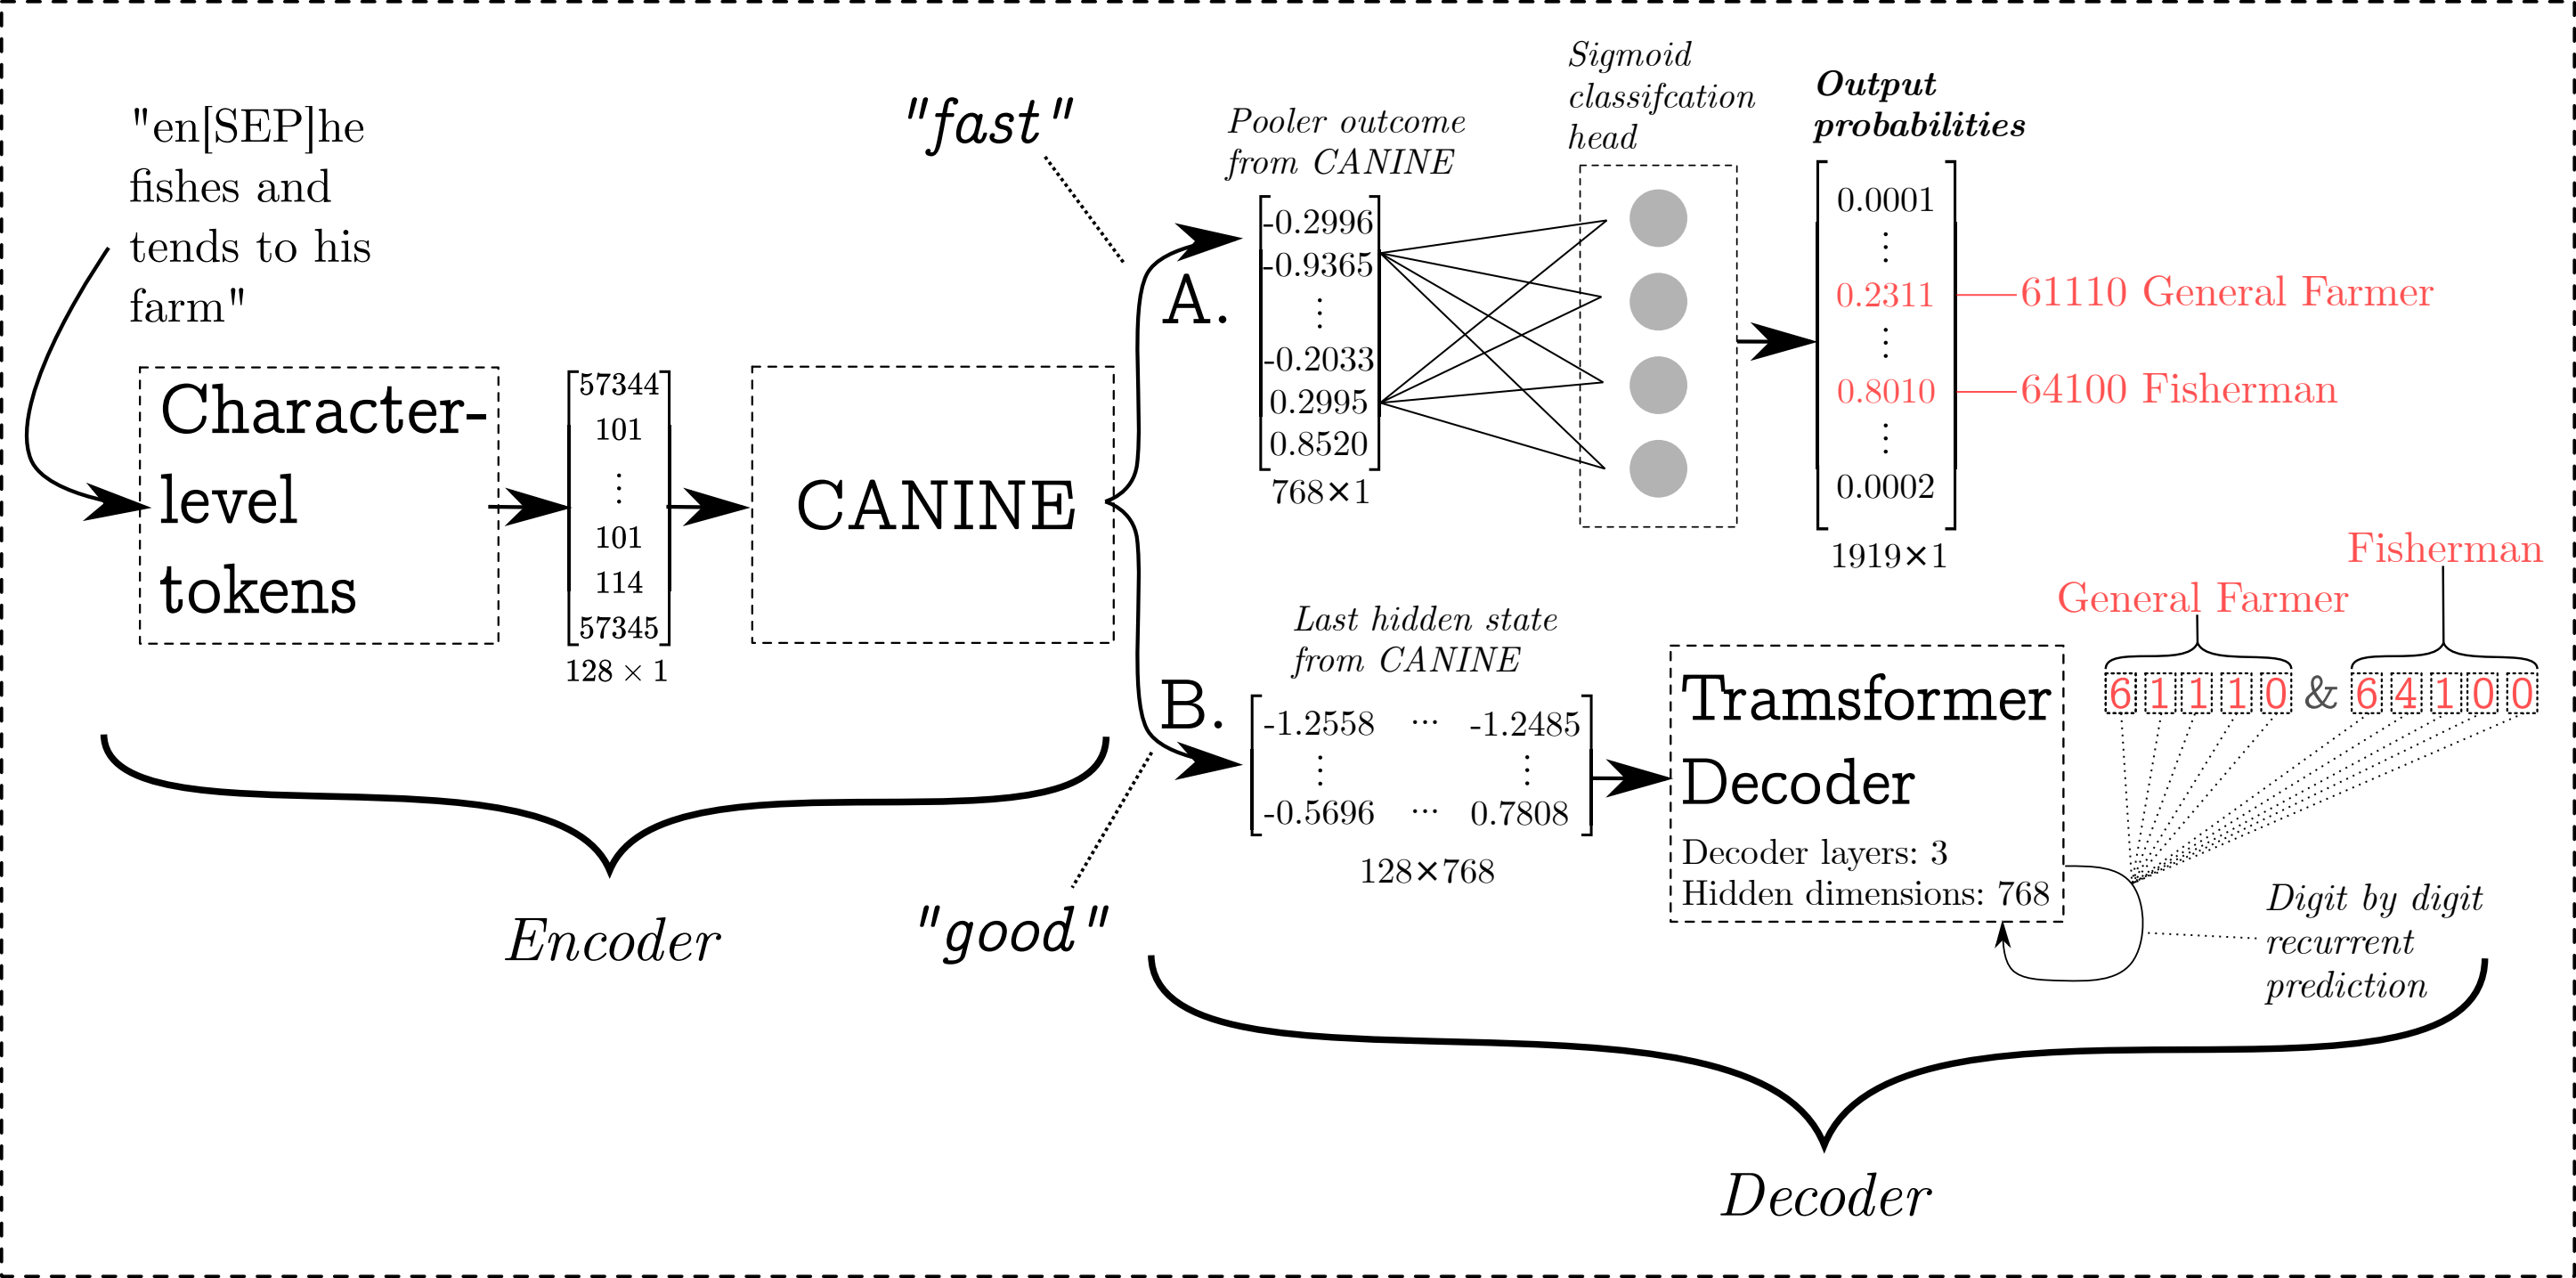 "en[SEP]he
fishes and
tends to his
farm"
Character-
level
tokens
57344
101
⋮
101
114
57345
128 × 1
CANINE
Encoder
"fast"
A.
Pooler outcome
from CANINE
-0.2996
-0.9365
⋮
-0.2033
0.2995
0.8520
768×1
Sigmoid
classifcation
head
Output
probabilities
0.0001
⋮
0.2311
61110 General Farmer
⋮
0.8010
64100 Fisherman
⋮
0.0002
1919×1
"good"
B.
Last hidden state
from CANINE
-1.2558 ··· -1.2485
⋮ ⋮
-0.5696 ··· 0.7808
128×768
Tramsformer
Decoder
Decoder layers: 3
Hidden dimensions: 768
Fisherman
General Farmer
6 1 1 1 0 & 6 4 1 0 0
Digit by digit
recurrent
prediction
Decoder